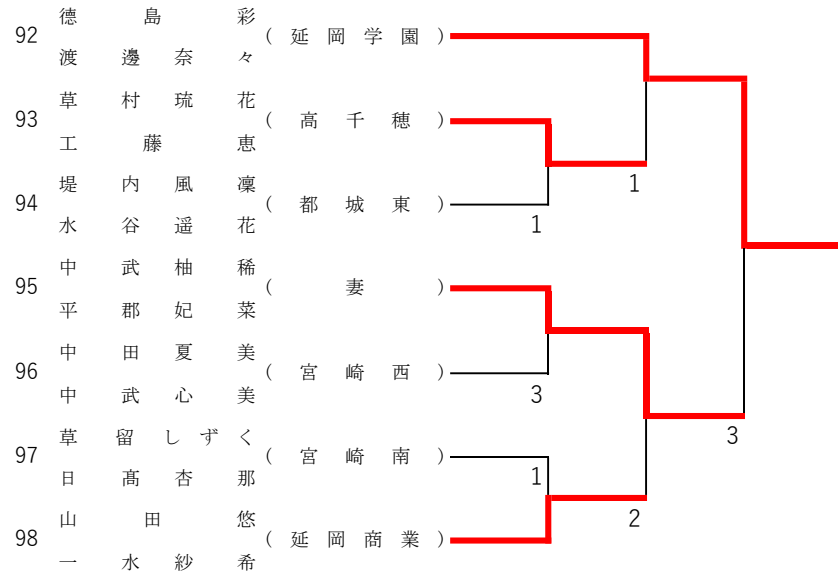 徳島彩
92 (延岡学園)
渡邊奈々
草村琉花
93 (高千穂)
工藤恵
1
堤内風凜
94 (都城東)
水谷遥花
1
中武柚稀
95 (妻)
平郡妃菜
中田夏美
96 (宮崎西)
中武心美
3
3
草留しずく
97 (宮崎南)
日髙杏那
1
山田悠
2
98 (延岡商業)
一水紗希